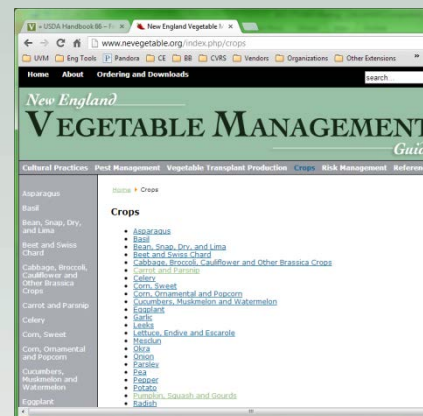 USDA Handbook 66 -
New England Vegetable M
www.nevegetable.org/index.php/crops
UVM
Eng Tools
Pandora
CE
BB
CVRS
Vendors
Organizations
Other Extensions
»
Home About Ordering and Downloads
search...
New England
VEGETABLE MANAGEMENT
Guid
Cultural Practices Pest Management Vegetable Transplant Production Crops Risk Management Referen
Asparagus
Basil
Bean, Snap, Dry,
and Lima
Beet and Swiss
Chard
Cabbage, Broccoli,
Cauliflower and
Other Brassica
Crops
Carrot and Parsnip
Celery
Corn, Sweet
Corn, Ornamental
and Popcorn
Cucumbers,
Muskmelon and
Watermelon
Eggplant
Home Crops
Crops
Asparagus
Basil
Bean, Snap, Dry, and Lima
Beet and Swiss Chard
Cabbage, Broccoli, Cauliflower and Other Brassica Crops
Carrot and Parsnip
Celery
Corn, Sweet
Corn, Ornamental and Popcorn
Cucumbers, Muskmelon and Watermelon
Eggplant
Garlic
Leeks
Lettuce, Endive and Escarole
Mesclun
Okra
Onion
Parsley
Pea
Pepper
Potato
Pumpkin, Squash and Gourds
Radish